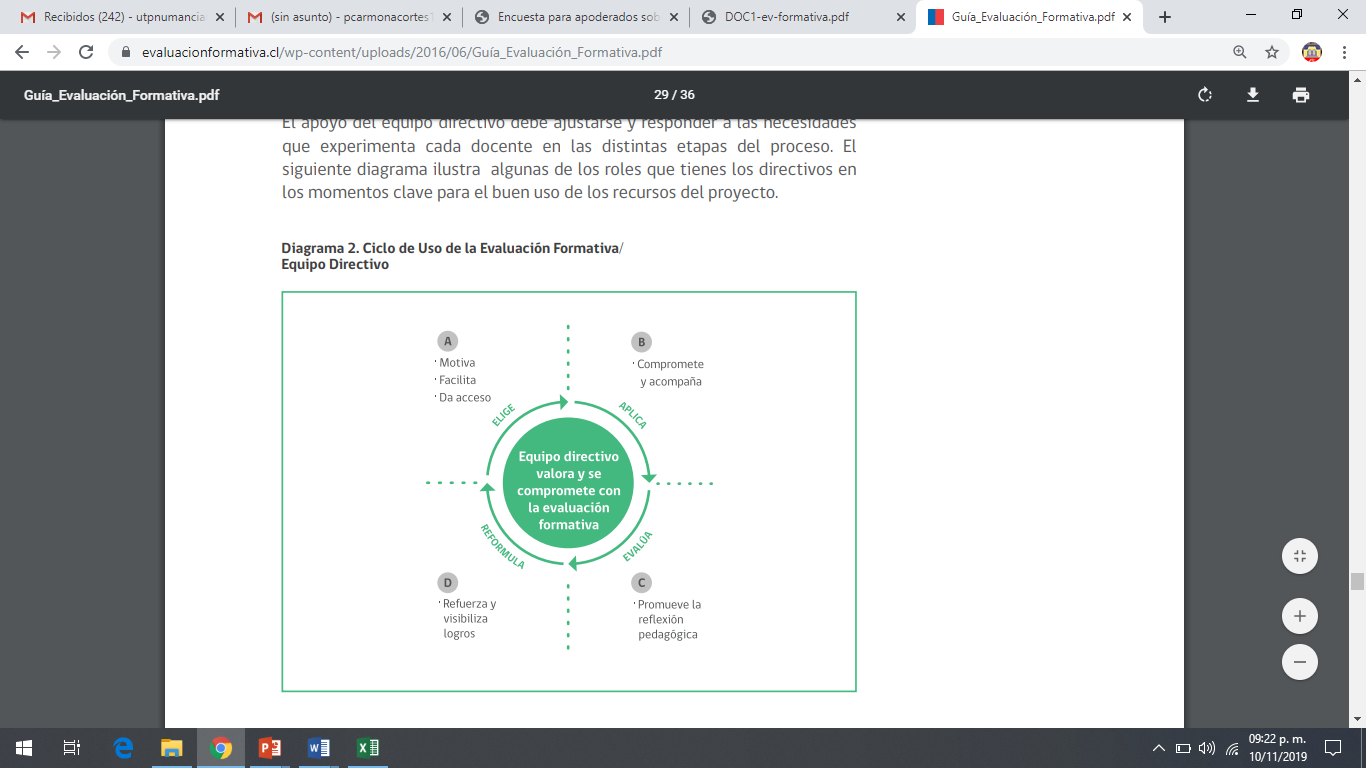 Recibidos (242) - utpnumancia
(sin asunto) - pcarmonacortes
Encuesta para apoderados sob
DOC1-ev-formativa.pdf
Guía_Evaluación_Formativa.pdf
evaluacionformativa.cl/wp-content/uploads/2016/06/Guía_Evaluación_Formativa.pdf
Guía_Evaluación_Formativa.pdf
29 / 36
El apoyo del equipo directivo debe ajustarse y responder a las necesidades
que experimenta cada docente en las distintas etapas del proceso. El
siguiente diagrama ilustra algunas de los roles que tienes los directivos en
los momentos clave para el buen uso de los recursos del proyecto.
Diagrama 2. Ciclo de Uso de la Evaluación Formativa/
Equipo Directivo
A
· Motiva
· Facilita
· Da acceso
B
· Compromete
y acompaña
ELIGE
APLICA
Equipo directivo
valora y se
compromete con
la evaluación
formativa
REFORMULA
EVALÚA
D
· Refuerza y
visibiliza
logros
C
· Promueve la
reflexión
pedagógica
09:22 p. m.
10/11/2019